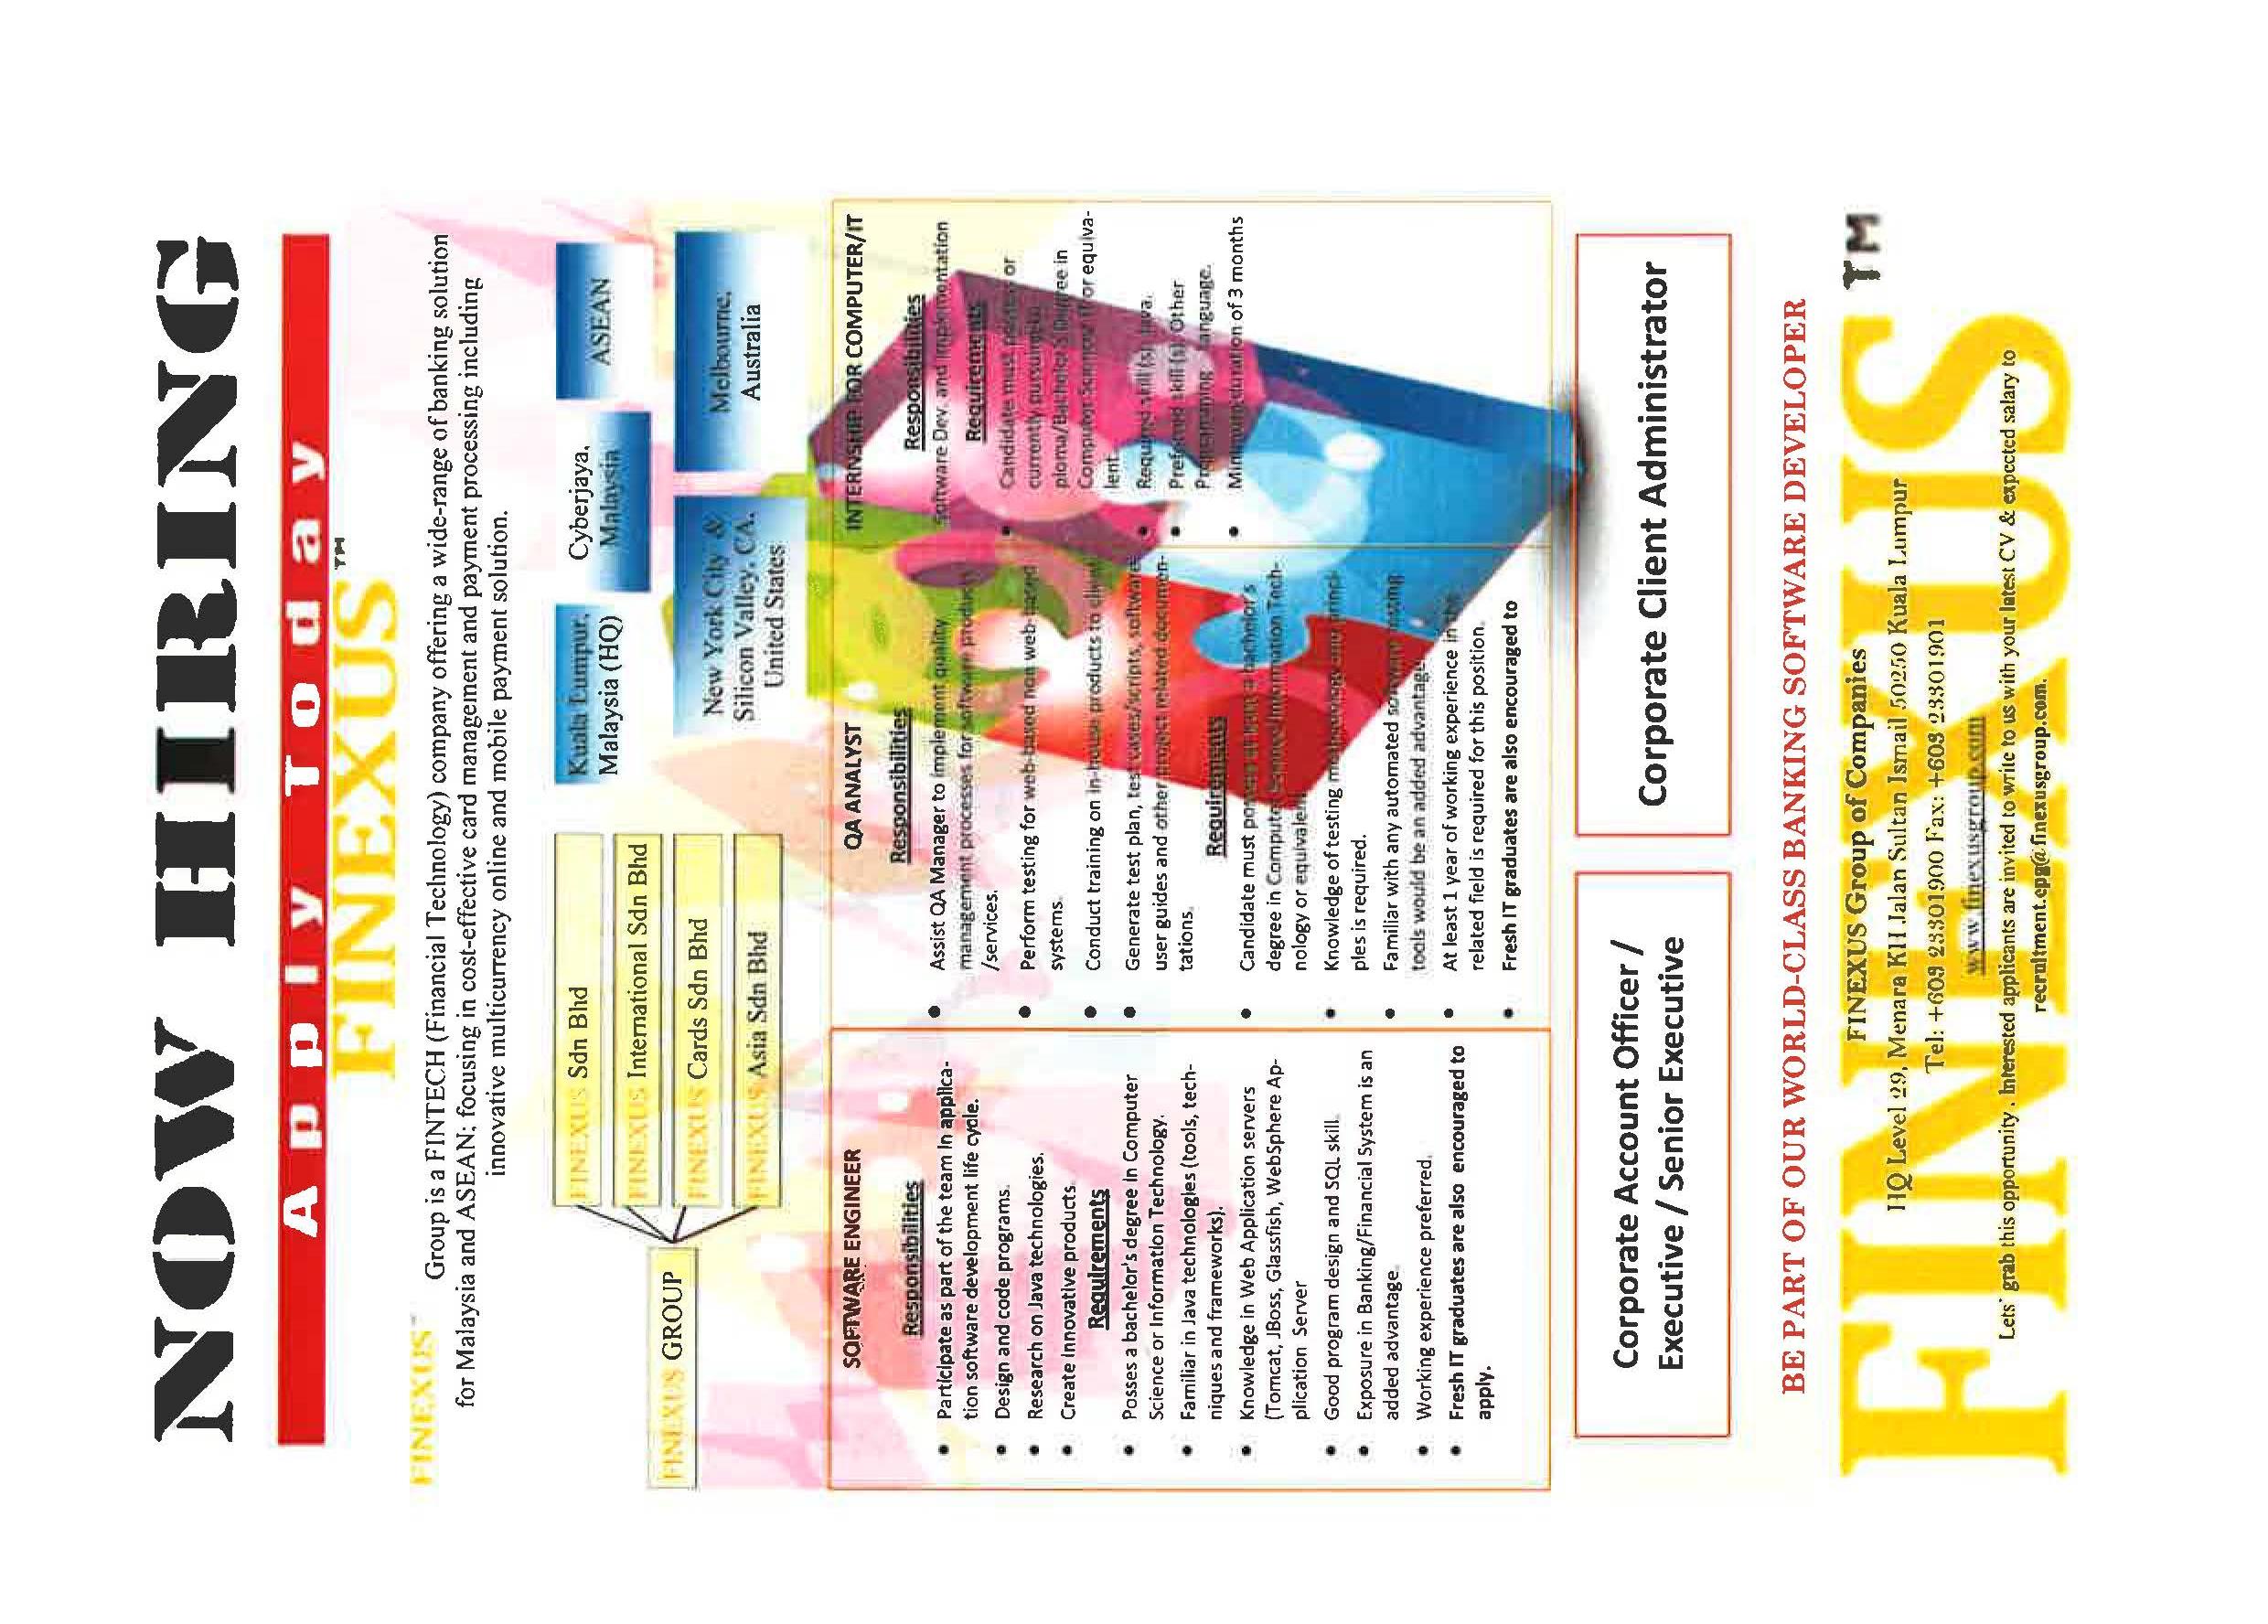 NOW HIRING
Apply Today
FINEXUS™
FINEXUS™ Group is a FINTECH (Financial Technology) company offering a wide-range of banking solution
for Malaysia and ASEAN; focusing in cost-effective card management and payment processing including
innovative multicurrency online and mobile payment solution.
FINEXUS GROUP
FINEXUS Sdn Bhd
FINEXUS International Sdn Bhd
FINEXUS Cards Sdn Bhd
FINEXUS Asia Sdn Bhd
Kuala Lumpur,
Malaysia (HQ)
Cyberjaya,
Malaysia
ASEAN
New York City &
Silicon Valley, CA,
United States
Melbourne,
Australia
SOFTWARE ENGINEER
Responsibilities
• Participate as part of the team in applica-
tion software development life cycle.
• Design and code programs.
• Research on Java technologies.
• Create innovative products.
Requirements
• Posses a bachelor's degree in Computer
Science or Information Technology.
• Familiar in Java technologies (tools, tech-
niques and frameworks).
• Knowledge in Web Application servers
(Tomcat, JBoss, Glassfish, WebSphere Ap-
plication Server
• Good program design and SQL skill.
• Exposure in Banking/Financial System is an
added advantage.
• Working experience preferred.
• Fresh IT graduates are also encouraged to
apply.
QA ANALYST
Responsibilities
• Assist QA Manager to implement quality
management processes for software products
/services.
• Perform testing for web-based non web-based
systems.
• Conduct training on in-house products to client
• Generate test plan, test cases/scripts, software
user guides and other project related documen-
tations.
Requirements
• Candidate must possess at least a bachelor's
degree in Computer Science/Information Tech-
nology or equivalent.
• Knowledge of testing methodology and princi-
ples is required.
• Familiar with any automated software testing
tools would be an added advantage.
• At least 1 year of working experience in the
related field is required for this position.
• Fresh IT graduates are also encouraged to
INTERNSHIP FOR COMPUTER/IT
Responsibilities
Software Dev. and implementation
Requirements
• Candidate must possess or
currently pursuing
ploma/Bachelor's Degree in
Computer Science/IT or equiva-
lent.
• Required skill (s): Java.
• Preferred skill (s): Other
Programming Language.
• Minimum duration of 3 months
Corporate Account Officer /
Executive / Senior Executive
Corporate Client Administrator
BE PART OF OUR WORLD-CLASS BANKING SOFTWARE DEVELOPER
FINEXUS™
FINEXUS Group of Companies
HQ Level 29, Menara KH Jalan Sultan Ismail 50250 Kuala Lumpur
Tel: +603 23301900 Fax: +603 23301901
www.finexusgroup.com
Lets' grab this opportunity . Interested applicants are invited to write to us with your latest CV & expected salary to
recruitment.cpg@finexusgroup.com.